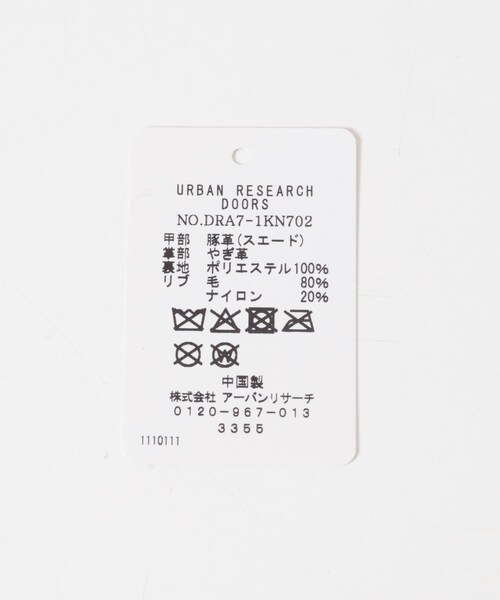 URBAN RESEARCH
DOORS
NO.DRA7-1KN702
甲部 豚革(スエード)
掌部 やぎ革
裏地 ポリエステル100%
リブ 毛 80%
ナイロン 20%
中国製
株式会社 アーバンリサーチ
0120-967-013
3355
1110111